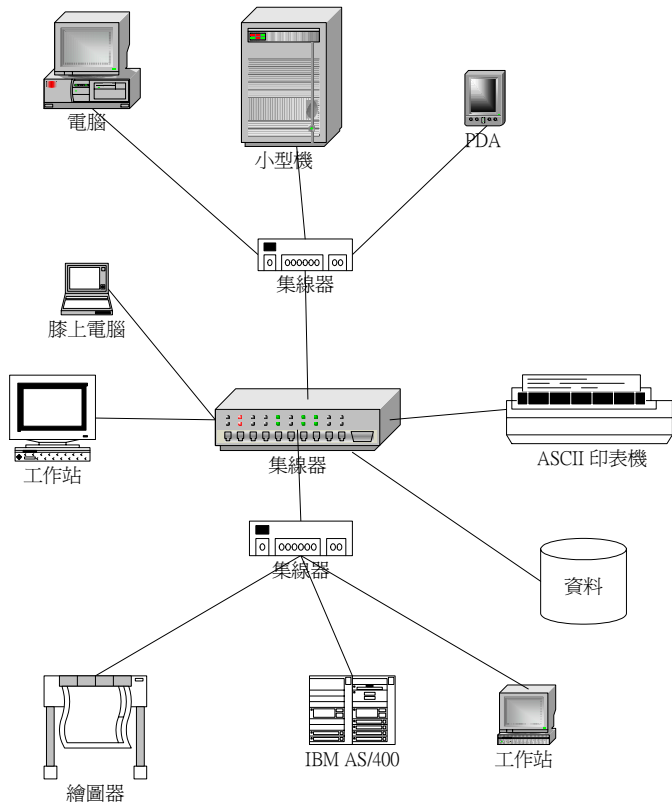 電腦
小型機
PDA
集線器
膝上電腦
工作站
集線器
ASCII 印表機
集線器
資料
繪圖器
IBM AS/400
工作站